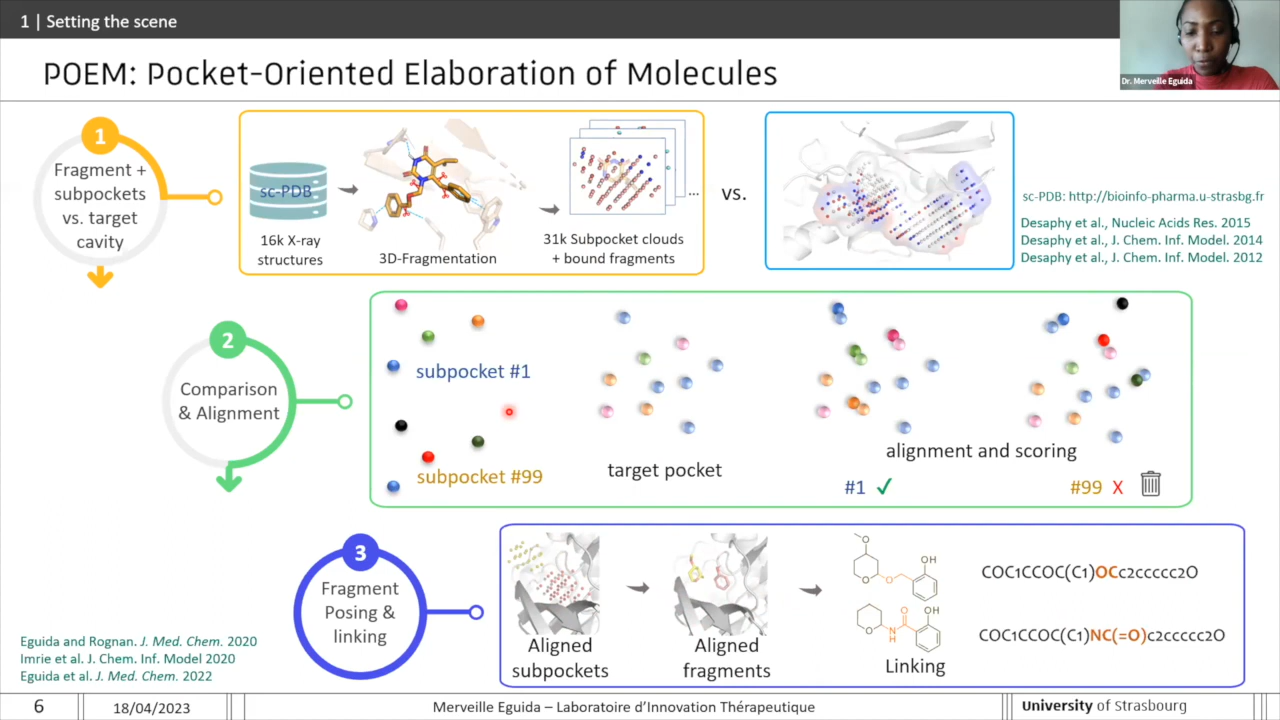 1 | Setting the scene
POEM: Pocket-Oriented Elaboration of Molecules
Dr. Merveille Eguida
1
Fragment +
subpockets
vs. target
cavity
sc-PDB
16k X-ray
structures
3D-Fragmentation
...
31k Subpocket clouds
+ bound fragments
vs.
sc-PDB: http://bioinfo-pharma.u-strasbg.fr
Desaphy et al., Nucleic Acids Res. 2015
Desaphy et al., J. Chem. Inf. Model. 2014
Desaphy et al., J. Chem. Inf. Model. 2012
2
Comparison
& Alignment
subpocket #1
subpocket #99
target pocket
alignment and scoring
#1 ✓
#99 X
3
Fragment
Posing &
linking
Aligned
subpockets
Aligned
fragments
O
O
O
OH
O
N
H
O
OH
Linking
COC1CCOC(C1)OCc2ccccc2O
COC1CCOC(C1)NC(=O)c2ccccc2O
Eguida and Rognan. J. Med. Chem. 2020
Imrie et al. J. Chem. Inf. Model 2020
Eguida et al. J. Med. Chem. 2022
6
18/04/2023
Merveille Eguida – Laboratoire d'Innovation Thérapeutique
University of Strasbourg